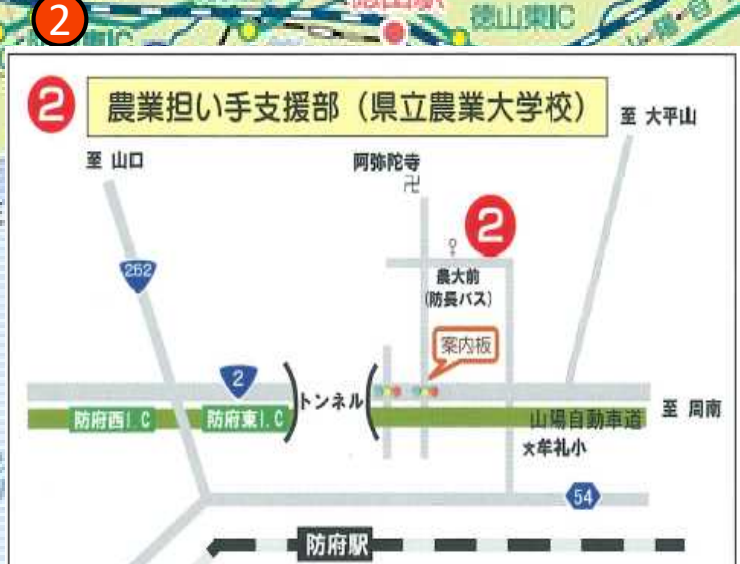 2
徳山東IC
2 農業担い手支援部（県立農業大学校）
至 大平山
至 山口
阿弥陀寺
卍
2
262
農大前
(防長バス)
案内板
2
トンネル
防府西I.C
防府東I.C
山陽自動車道
至 周南
文牟礼小
54
防府駅